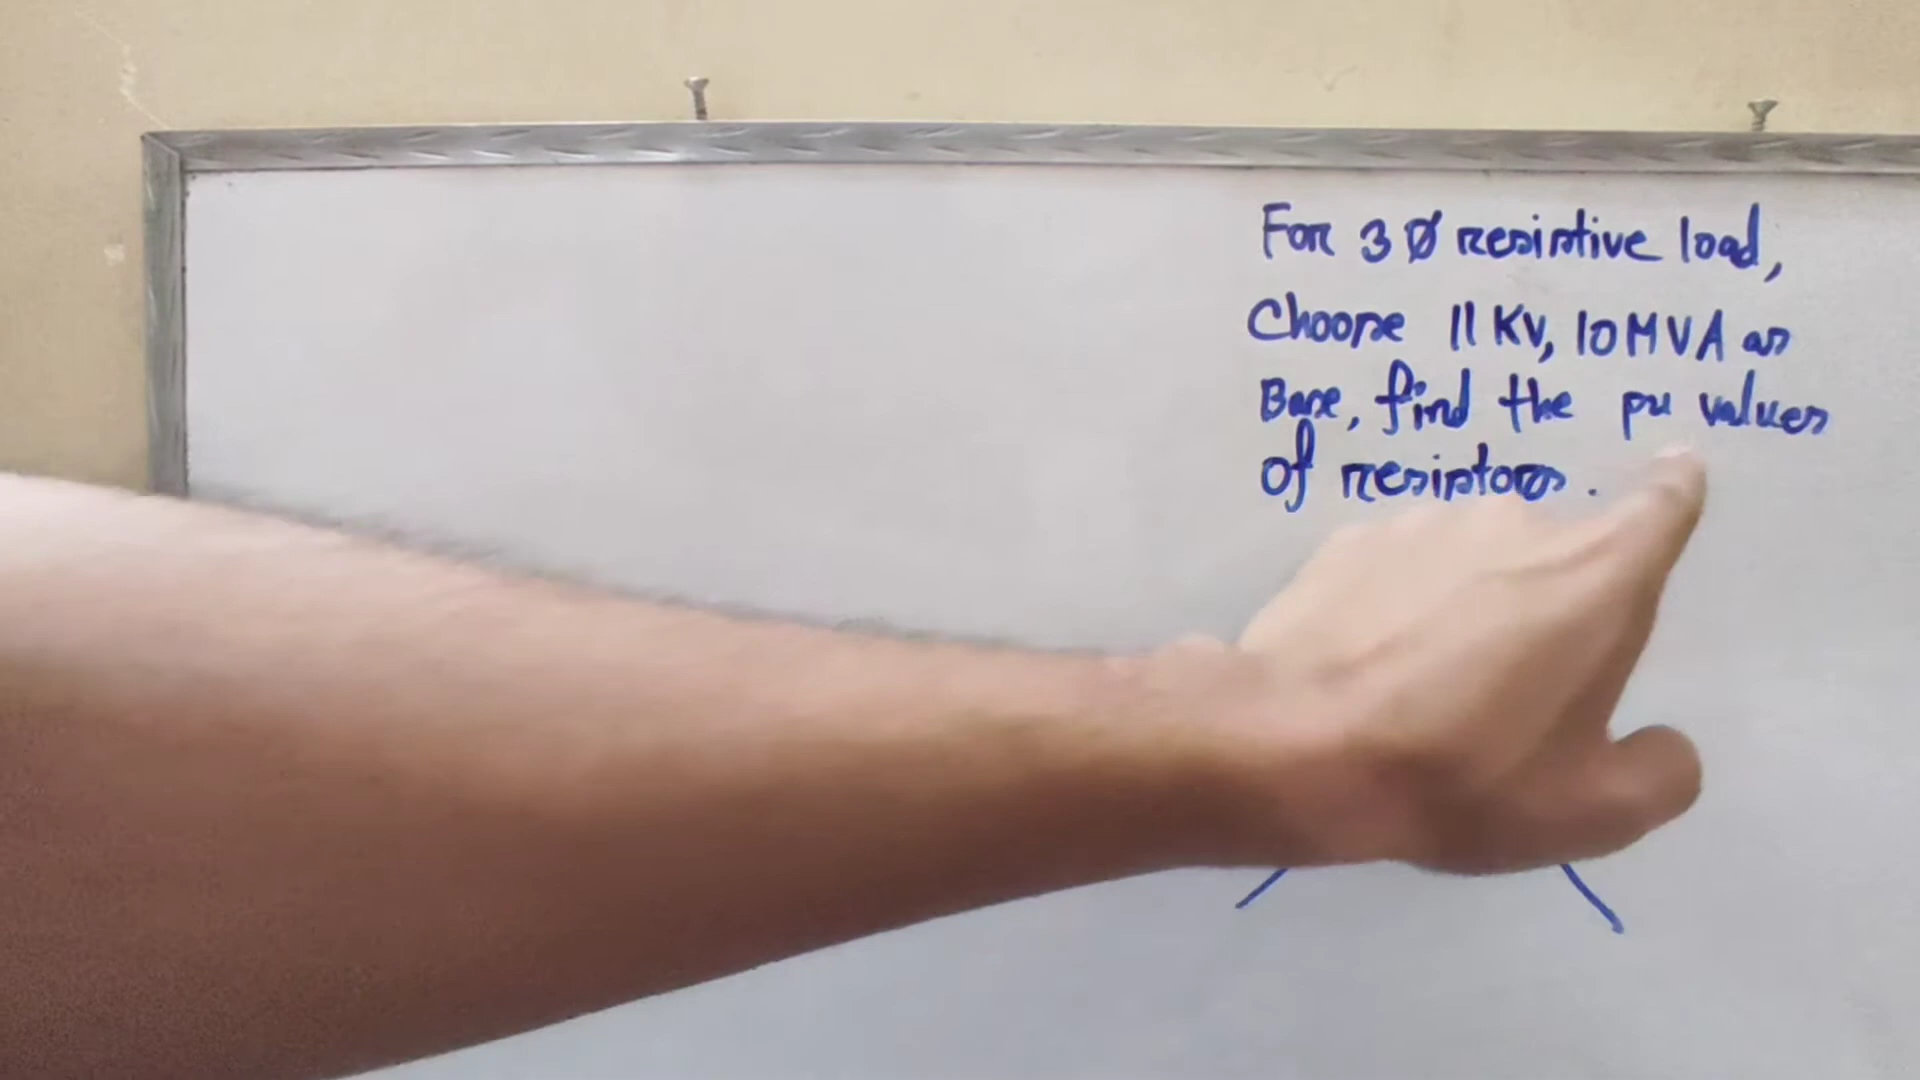 For 3 Ø resistive load,
Choose 11 KV, 10 MVA as
Base, find the pu values
of resistors.